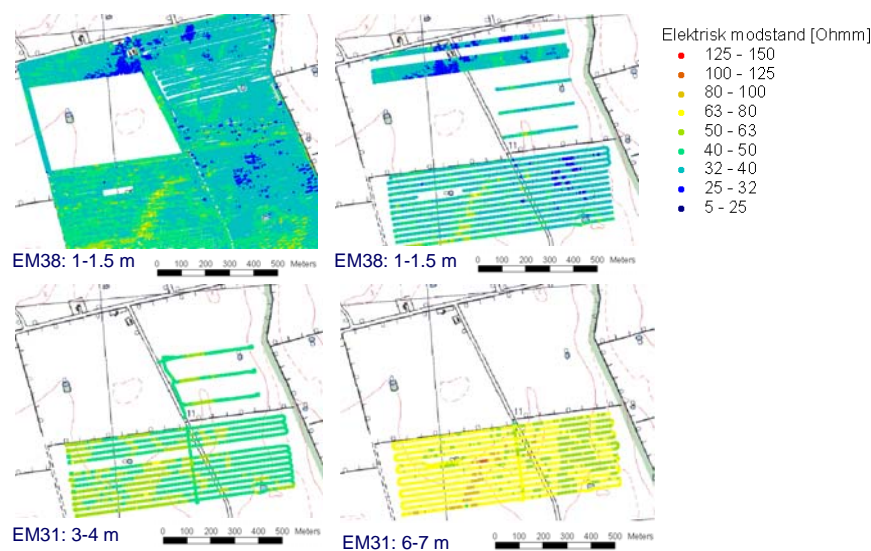 Elektrisk modstand [Ohmm]
125 - 150
100 - 125
80 - 100
63 - 80
50 - 63
40 - 50
32 - 40
25 - 32
5 - 25
EM38: 1-1.5 m
0 100 200 300 400 500 Meters
EM38: 1-1.5 m
0 100 200 300 400 500 Meters
11
11
11
EM31: 3-4 m
0 100 200 300 400 500 Meters
EM31: 6-7 m
0 100 200 300 400 500 Meters